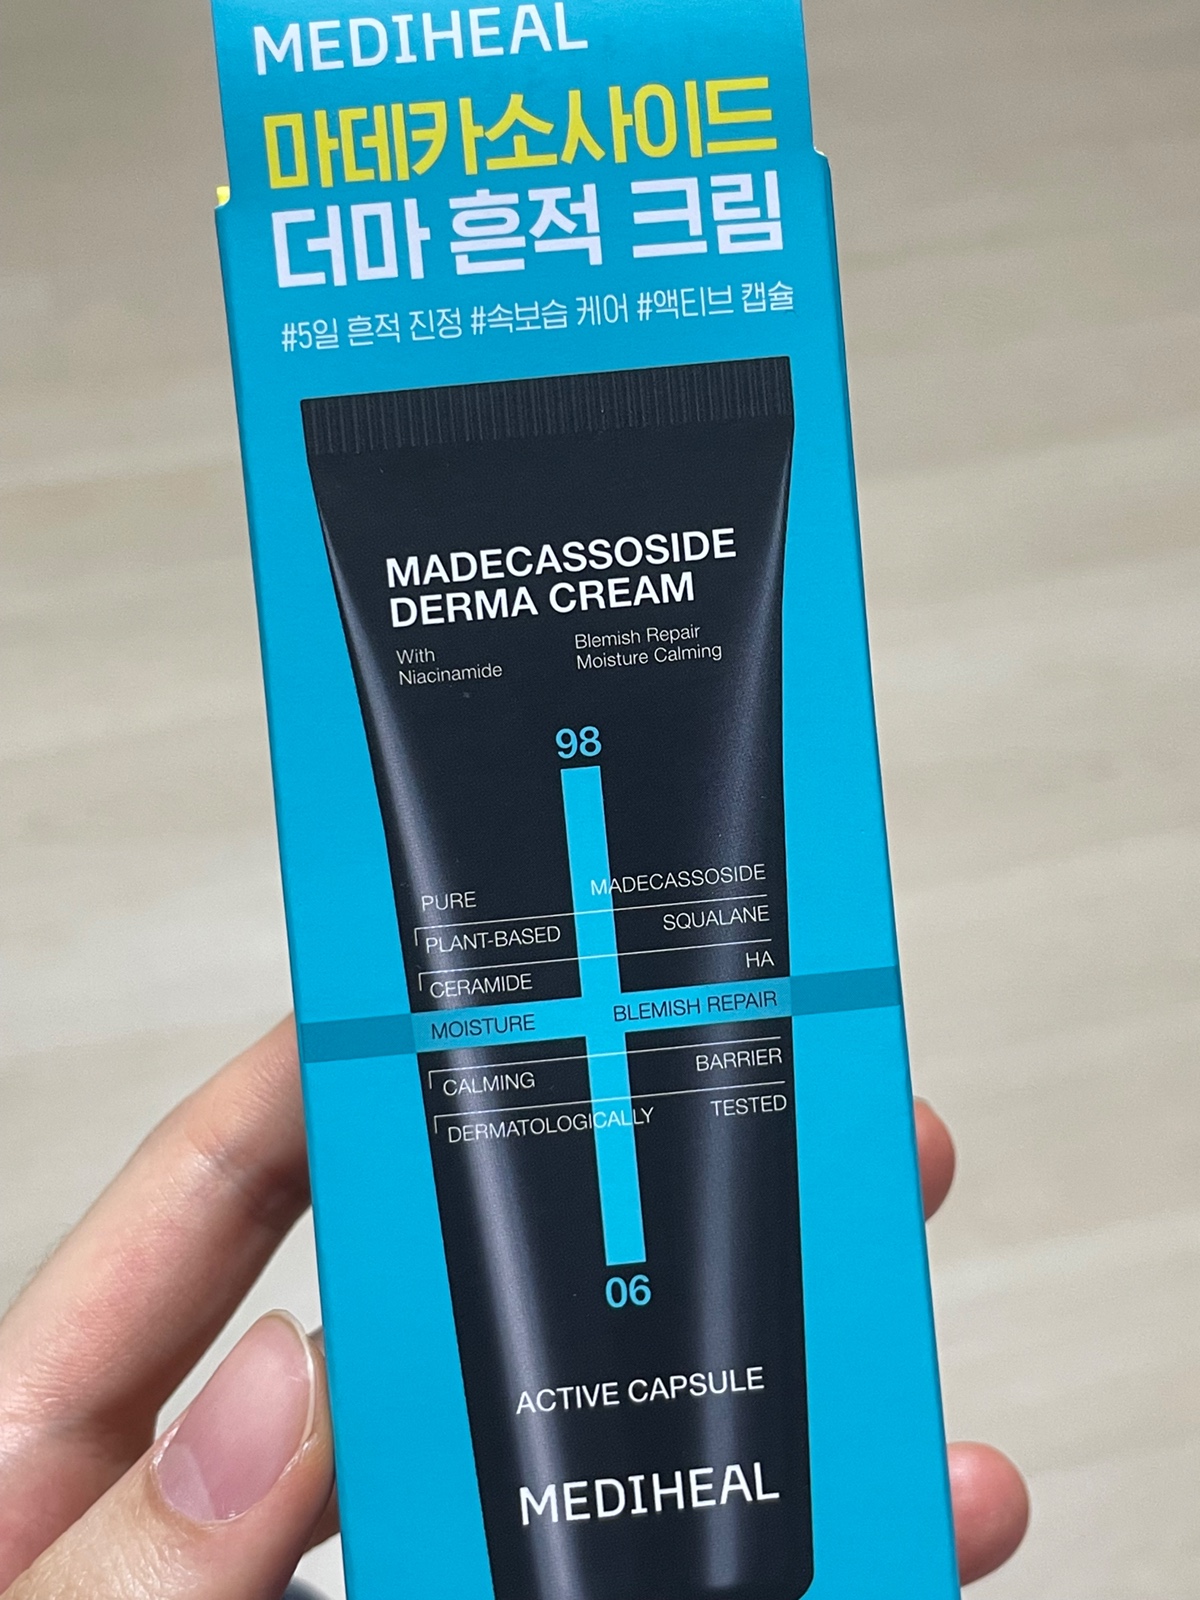 MEDIHEAL
마데카소사이드
더마 흔적 크림
#5일 흔적 진정 #속보습 케어 #액티브 캡슐
MADECASSOSIDE
DERMA CREAM
With
Niacinamide
Blemish Repair
Moisture Calming
98
PURE MADECASSOSIDE
PLANT-BASED SQUALANE
CERAMIDE HA
MOISTURE BLEMISH REPAIR
CALMING BARRIER
DERMATOLOGICALLY TESTED
06
ACTIVE CAPSULE
MEDIHEAL